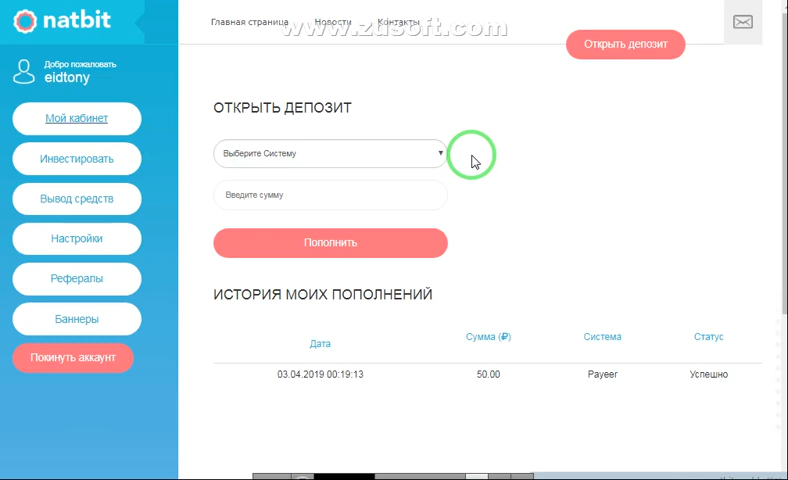 natbit
Главная страница
Новости
Контакты
www.zdsoft.com
Открыть депозит
Добро пожаловать
eidtony
Мой кабинет
Инвестировать
Вывод средств
Настройки
Рефералы
Баннеры
Покинуть аккаунт
ОТКРЫТЬ ДЕПОЗИТ
Выберите Систему
Введите сумму
Пополнить
ИСТОРИЯ МОИХ ПОПОЛНЕНИЙ
Дата Сумма (₽) Система Статус
03.04.2019 00:19:13 50.00 Payeer Успешно